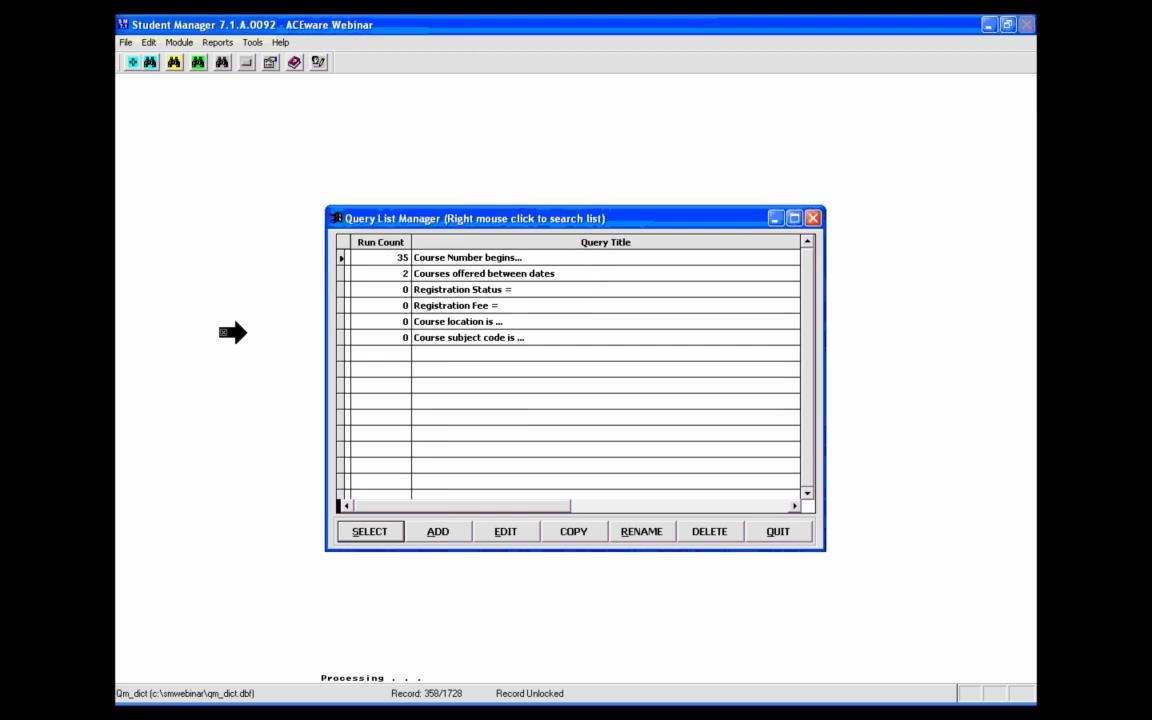 Student Manager 7.1.A.0092 - ACEware Webinar
File Edit Module Reports Tools Help
Query List Manager (Right mouse click to search list)
Run Count Query Title
35 Course Number begins...
2 Courses offered between dates
0 Registration Status =
0 Registration Fee =
0 Course location is ...
0 Course subject code is ...
SELECT ADD EDIT COPY RENAME DELETE QUIT
Processing . . .
Qm_dict (c:\smwebinar\qm_dict.dbf) Record: 358/1728 Record Unlocked